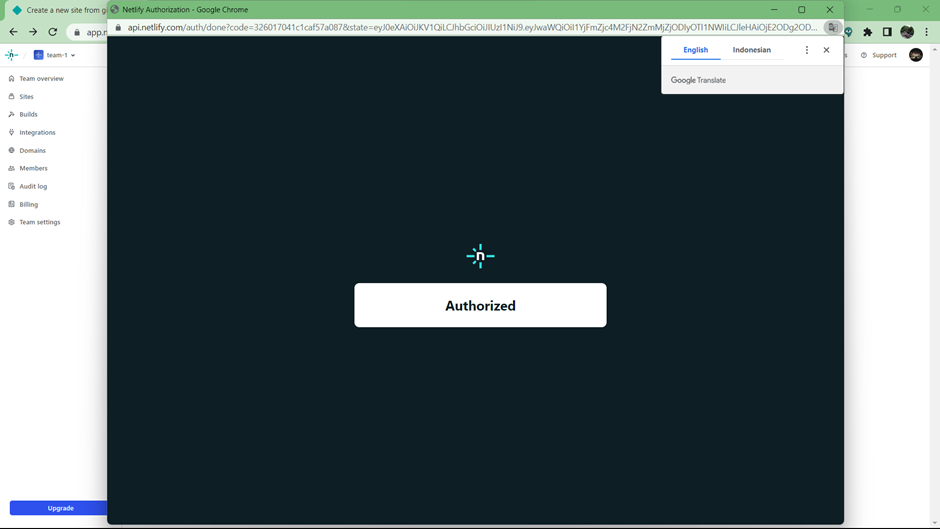 Create a new site from gi
Netlify Authorization - Google Chrome
app.n
api.netlify.com/auth/done?code=326017041c1caf57a087&state=eyJ0eXAiOiJKV1QiLCJhbGciOiJIUzI1NiJ9.eyJwaWQiOiI1YjFmZjc4M2FjN2ZmMjZjODIyOTI1NWIiLCJleHAiOjE2ODg2OD...
English
Indonesian
Google Translate
team-1
Support
Team overview
Sites
Builds
Integrations
Domains
Members
Audit log
Billing
Team settings
n
Authorized
Upgrade